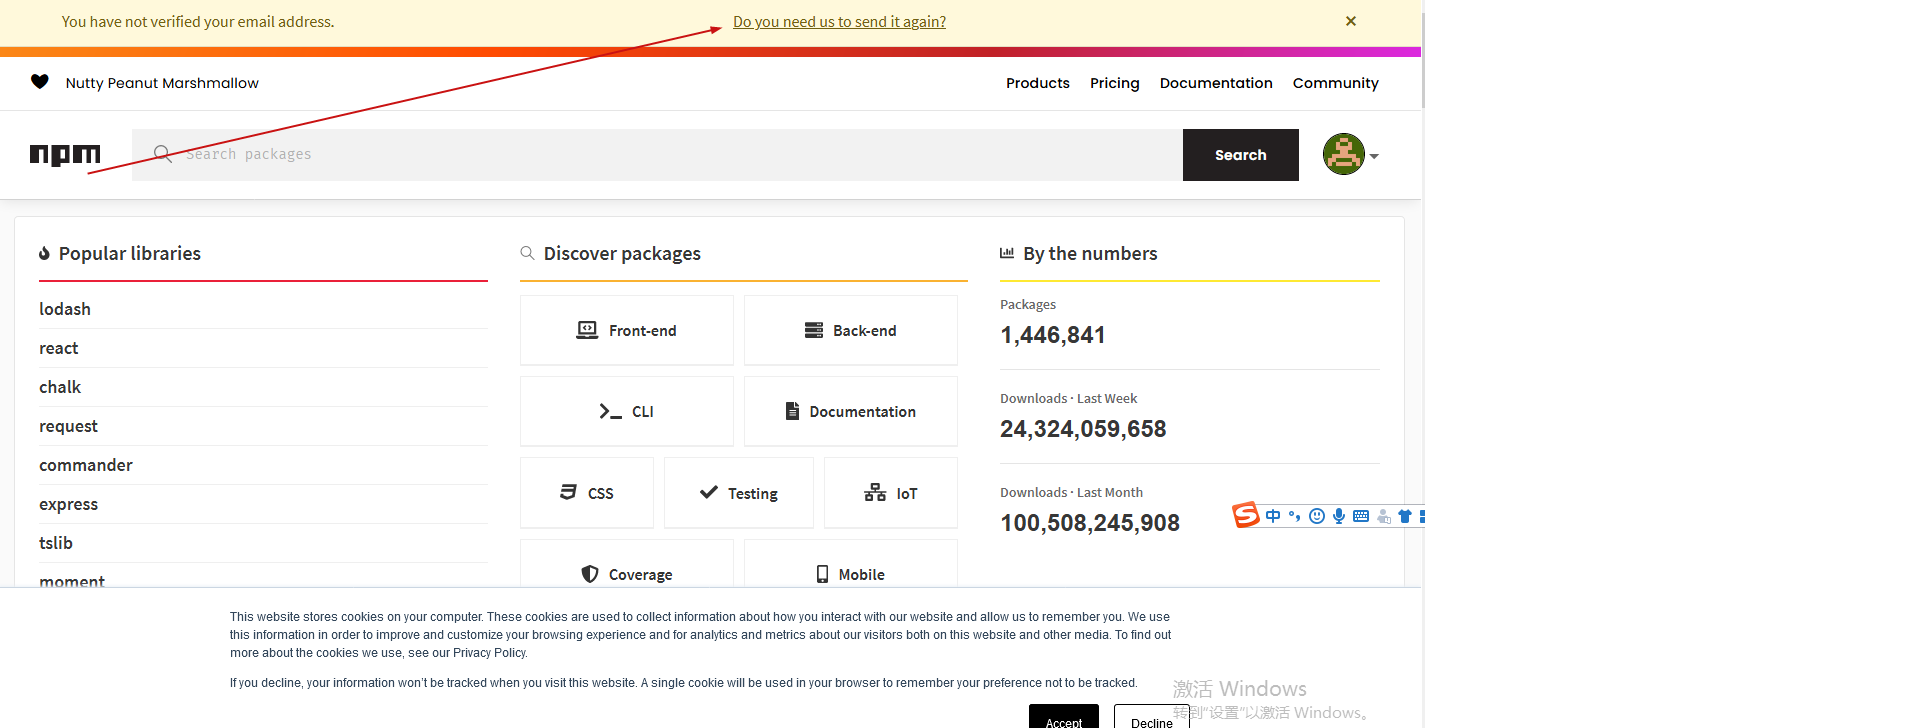 You have not verified your email address.
Do you need us to send it again?
×
Nutty Peanut Marshmallow
Products
Pricing
Documentation
Community
npm
Search packages
Search
Popular libraries
lodash
react
chalk
request
commander
express
tslib
moment
Discover packages
Front-end
Back-end
CLI
Documentation
CSS
Testing
IoT
Coverage
Mobile
By the numbers
Packages
1,446,841
Downloads · Last Week
24,324,059,658
Downloads · Last Month
100,508,245,908
S 中
This website stores cookies on your computer. These cookies are used to collect information about how you interact with our website and allow us to remember you. We use
this information in order to improve and customize your browsing experience and for analytics and metrics about our visitors both on this website and other media. To find out
more about the cookies we use, see our Privacy Policy.
If you decline, your information won't be tracked when you visit this website. A single cookie will be used in your browser to remember your preference not to be tracked.
Accept
Decline
激活 Windows
转到"设置"以激活 Windows。